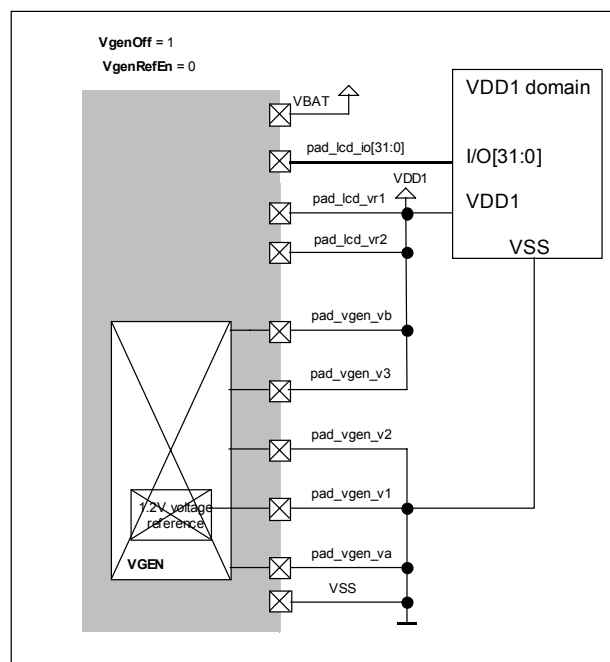 VgenOff = 1
VgenRefEn = 0
VBAT
VDD1 domain
pad_lcd_io[31:0]
I/O[31:0]
VDD1
pad_lcd_vr1
VDD1
pad_lcd_vr2
VSS
pad_vgen_vb
pad_vgen_v3
pad_vgen_v2
1.2V voltage
reference
pad_vgen_v1
VGEN
pad_vgen_va
VSS